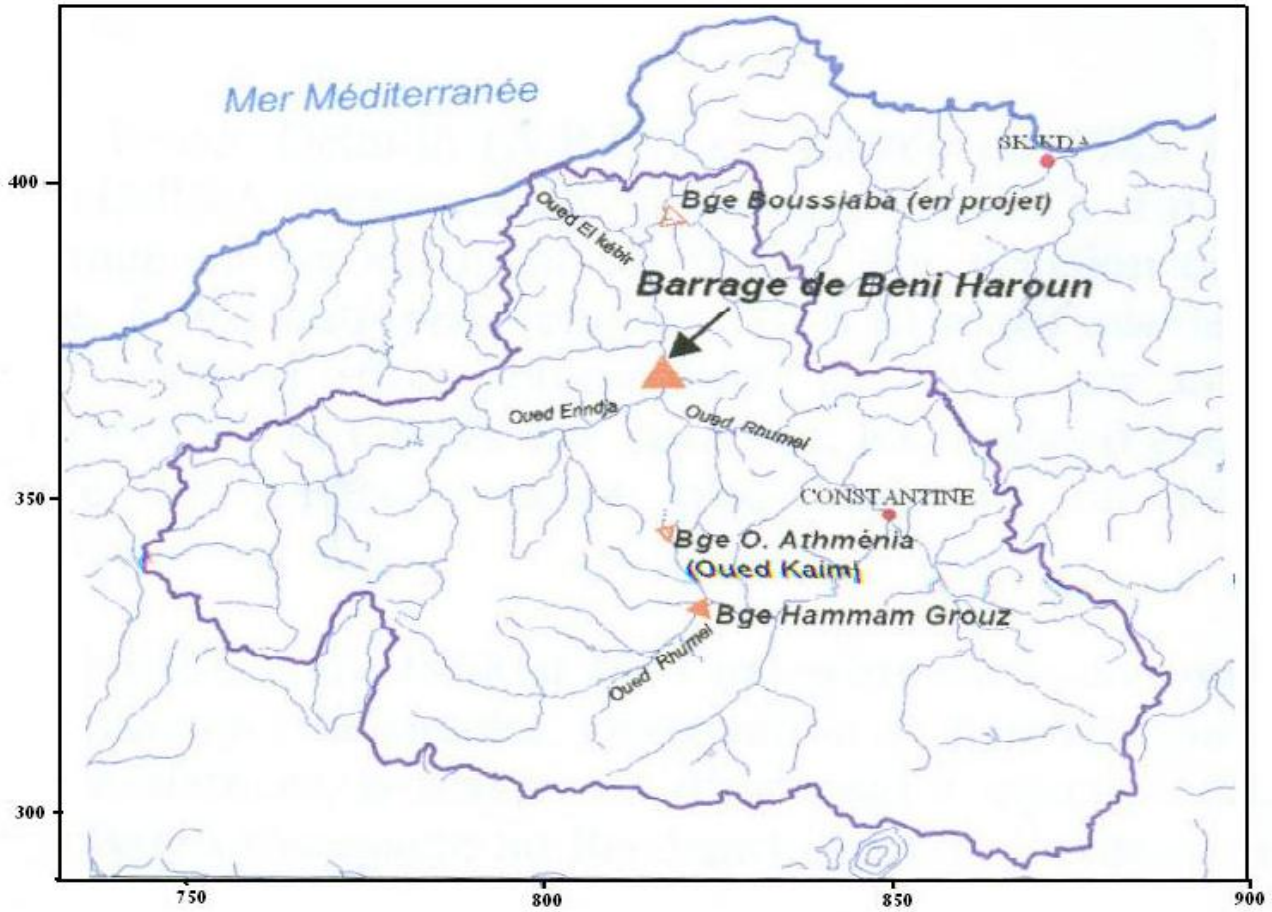 Mer Méditerranée
SKIKDA
400
Bge Boussiaba (en projet)
Oued El kébir
Barrage de Beni Haroun
Oued Enndja
Oued Rhumel
350
CONSTANTINE
Bge O. Athménia
(Oued Kaim)
Bge Hammam Grouz
Oued Rhumel
300
750
800
850
900